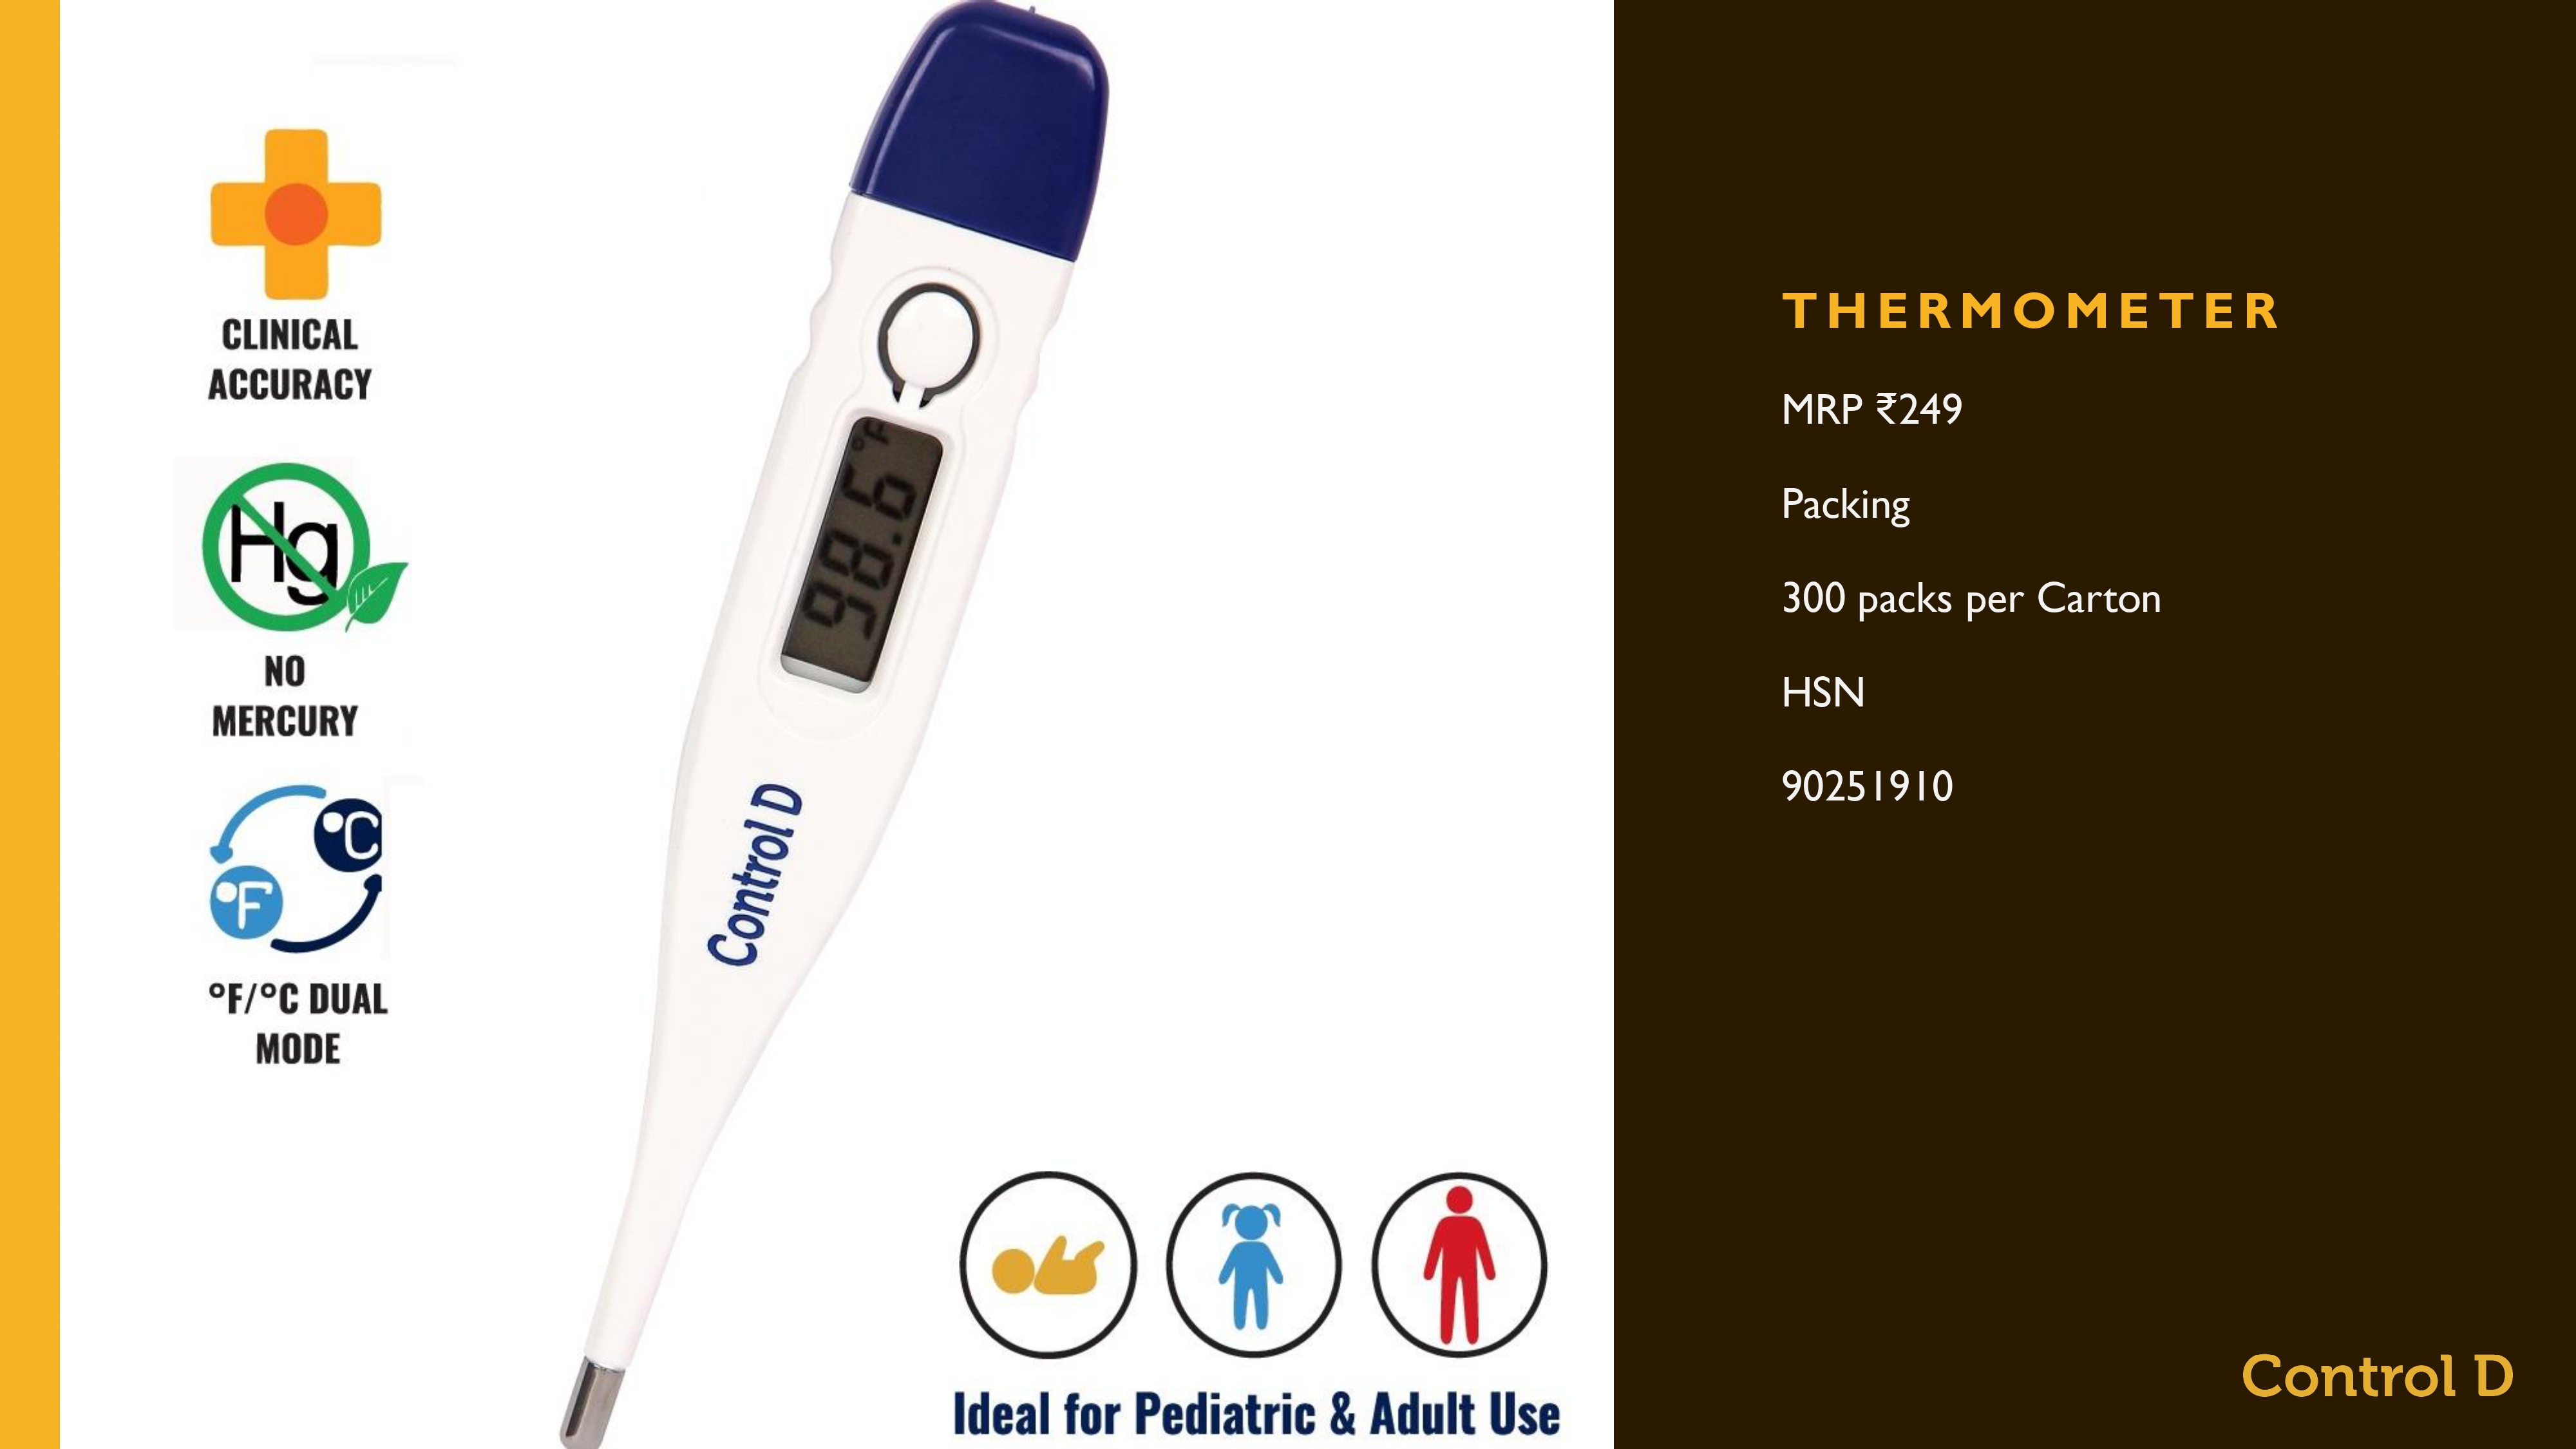 CLINICAL
ACCURACY
Hg
NO
MERCURY
°C
°F
°F/°C DUAL
MODE
°F
98.6
Control D
Ideal for Pediatric & Adult Use
THERMOMETER
MRP ₹249
Packing
300 packs per Carton
HSN
90251910
Control D